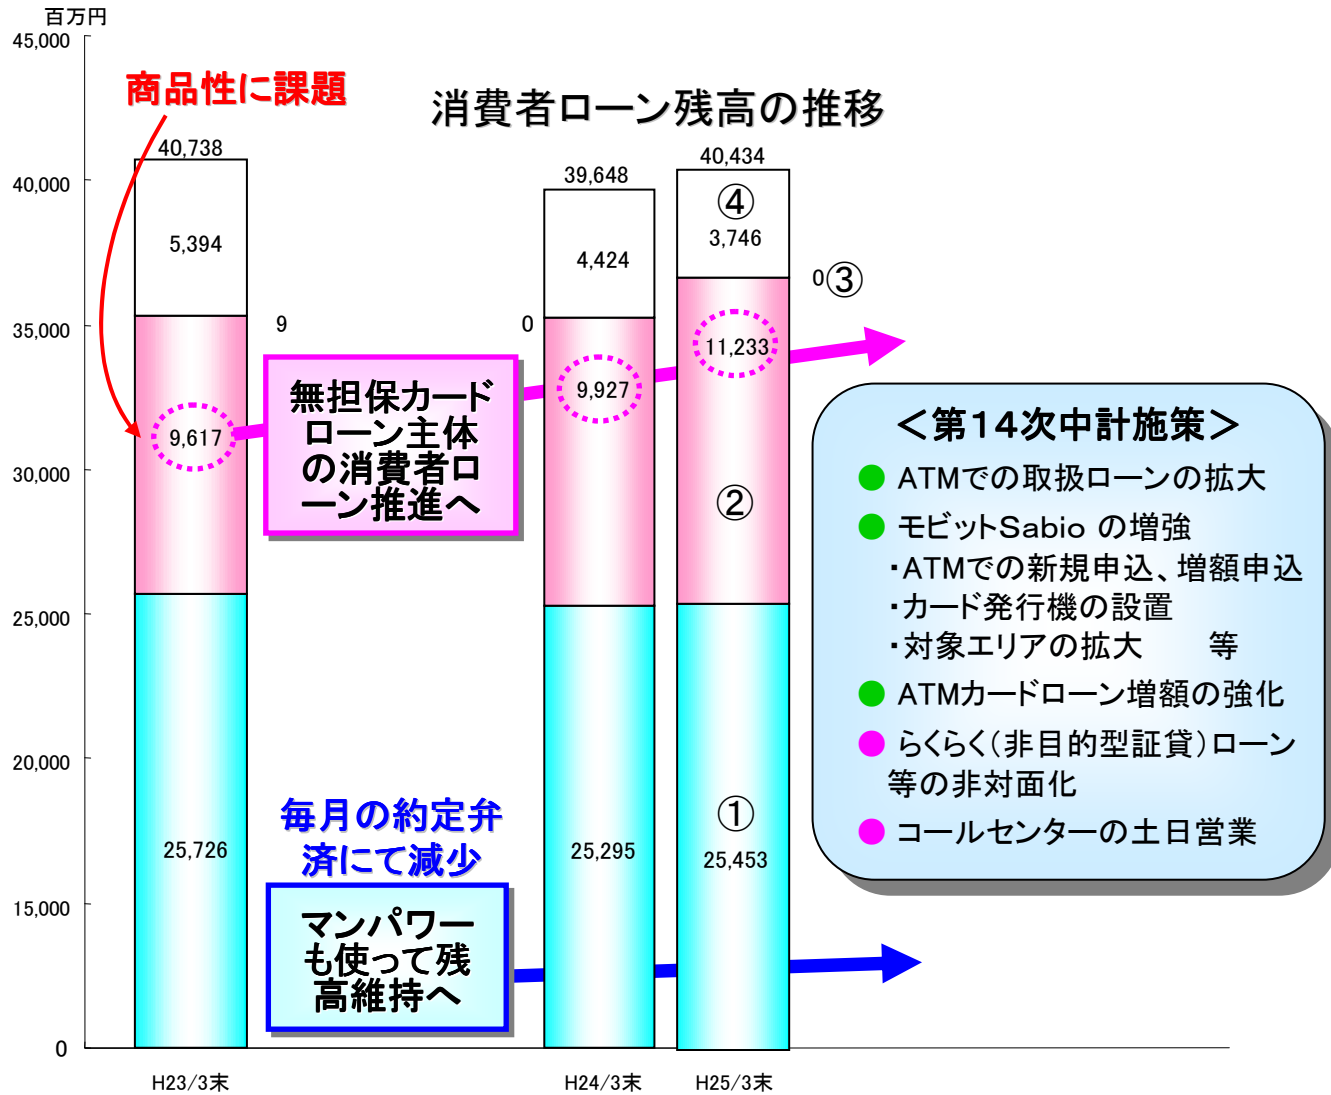 百万円
45,000
40,000
35,000
30,000
25,000
20,000
15,000
0
商品性に課題
消費者ローン残高の推移
40,738
5,394
9
9,617
25,726
H23/3末
無担保カード
ローン主体
の消費者ロ
ーン推進へ
毎月の約定弁
済にて減少
マンパワー
も使って残
高維持へ
39,648
4,424
0
9,927
25,295
H24/3末
40,434
④
3,746
0③
11,233
②
①
25,453
H25/3末
＜第14次中計施策＞
●ATMでの取扱ローンの拡大
●モビットSabio の増強
・ATMでの新規申込、増額申込
・カード発行機の設置
・対象エリアの拡大　　等
●ATMカードローン増額の強化
●らくらく（非目的型証貸）ローン
等の非対面化
●コールセンターの土日営業